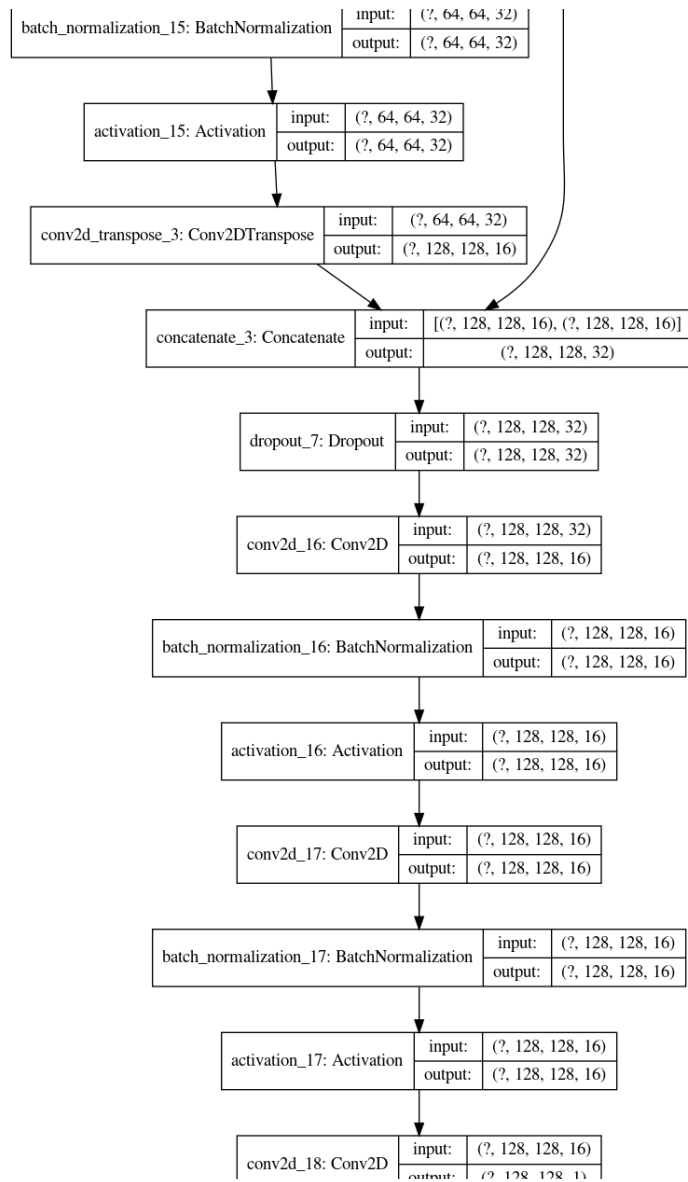 batch_normalization_15: BatchNormalization
input: (?, 64, 64, 32)
output: (?, 64, 64, 32)
activation_15: Activation
input: (?, 64, 64, 32)
output: (?, 64, 64, 32)
conv2d_transpose_3: Conv2DTranspose
input: (?, 64, 64, 32)
output: (?, 128, 128, 16)
concatenate_3: Concatenate
input: [(?, 128, 128, 16), (?, 128, 128, 16)]
output: (?, 128, 128, 32)
dropout_7: Dropout
input: (?, 128, 128, 32)
output: (?, 128, 128, 32)
conv2d_16: Conv2D
input: (?, 128, 128, 32)
output: (?, 128, 128, 16)
batch_normalization_16: BatchNormalization
input: (?, 128, 128, 16)
output: (?, 128, 128, 16)
activation_16: Activation
input: (?, 128, 128, 16)
output: (?, 128, 128, 16)
conv2d_17: Conv2D
input: (?, 128, 128, 16)
output: (?, 128, 128, 16)
batch_normalization_17: BatchNormalization
input: (?, 128, 128, 16)
output: (?, 128, 128, 16)
activation_17: Activation
input: (?, 128, 128, 16)
output: (?, 128, 128, 16)
conv2d_18: Conv2D
input: (?, 128, 128, 16)
output: (?, 128, 128, 1)